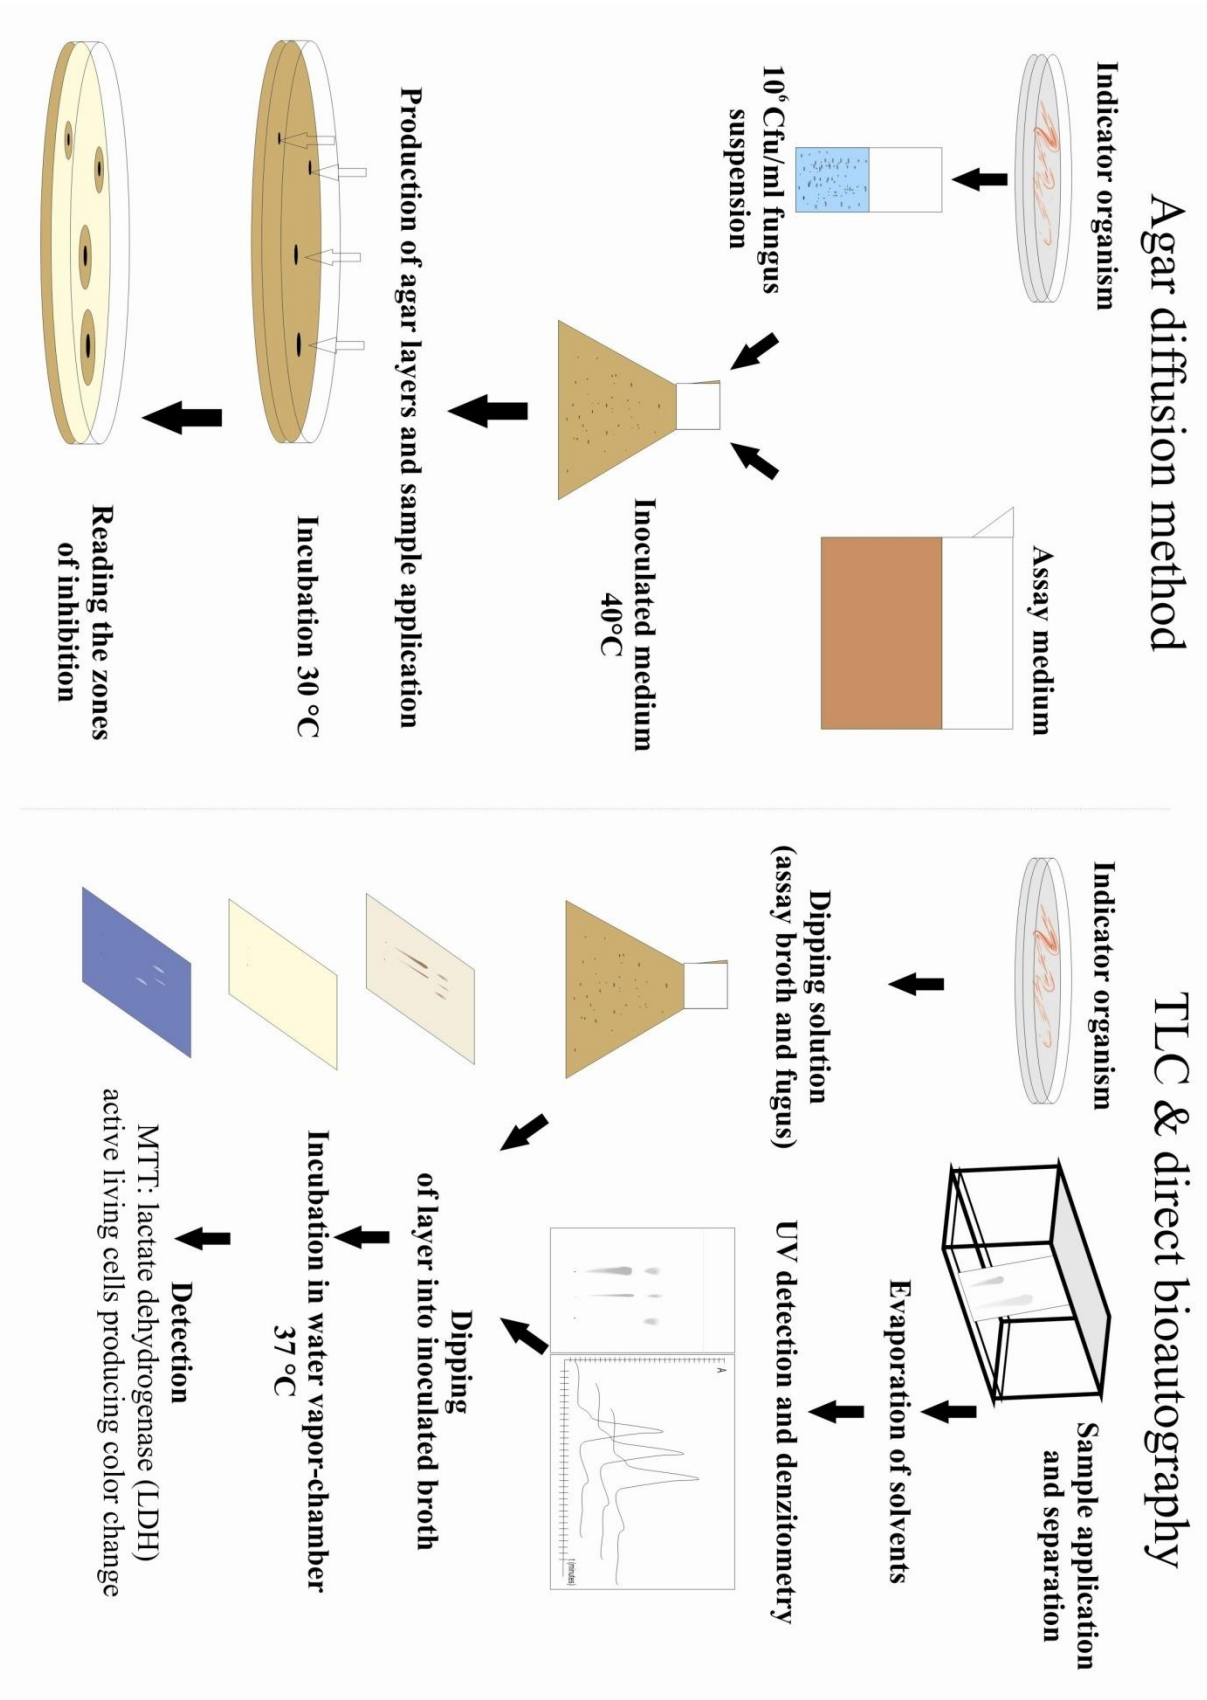 Agar diffusion method
Indicator organism
Assay medium
10⁶ Cfu/ml fungus
suspension
Inoculated medium
40°C
Production of agar layers and sample application
Incubation 30 °C
Reading the zones
of inhibition
TLC & direct bioautography
Indicator organism
Sample application
and separation
Evaporation of solvents
Dipping solution
(assay broth and fugus)
UV detection and denzitometry
A
t(minutes)
Dipping
of layer into inoculated broth
Incubation in water vapor-chamber
37 °C
Detection
MTT: lactate dehydrogenase (LDH)
active living cells producing color change